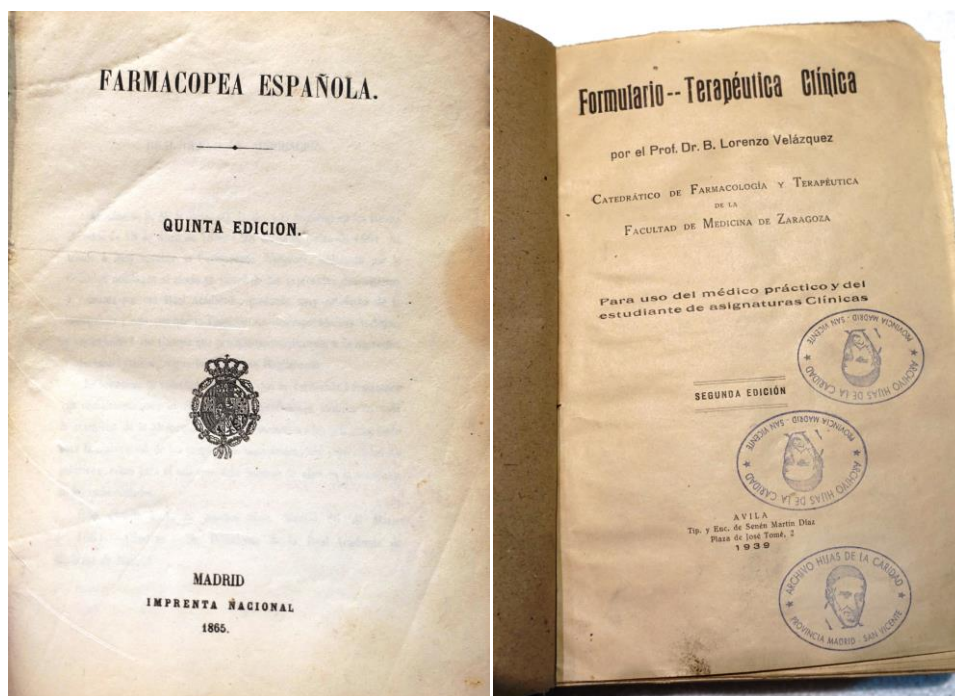 FARMACOPEA ESPAÑOLA.
QUINTA EDICION.
MADRID
IMPRENTA NACIONAL
1865.
Formulario--Terapéutica Clínica
por el Prof. Dr. B. Lorenzo Velázquez
CATEDRÁTICO DE FARMACOLOGÍA Y TERAPÉUTICA
DE LA
FACULTAD DE MEDICINA DE ZARAGOZA
Para uso del médico práctico y del
estudiante de asignaturas Clínicas
SEGUNDA EDICIÓN
AVILA
Tip. y Enc. de Senén Martín Díaz
Plaza de José Tomé, 2
1939
ARCHIVO HIJAS DE LA CARIDAD
PROVINCIA MADRID - SAN VICENTE
ARCHIVO HIJAS DE LA CARIDAD
PROVINCIA MADRID - SAN VICENTE
ARCHIVO HIJAS DE LA CARIDAD
PROVINCIA MADRID - SAN VICENTE